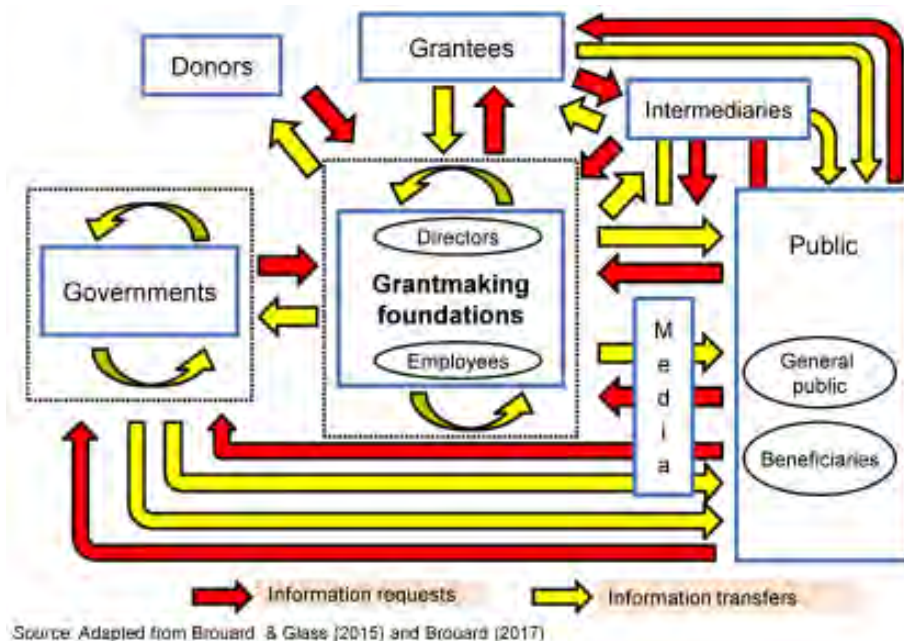 Grantees
Donors
Intermediaries
Directors
Public
Governments
Grantmaking
foundations
Media
General
public
Employees
Beneficiaries
Information requests
Information transfers
Source: Adapted from Brouard & Glass (2015) and Brouard (2017)